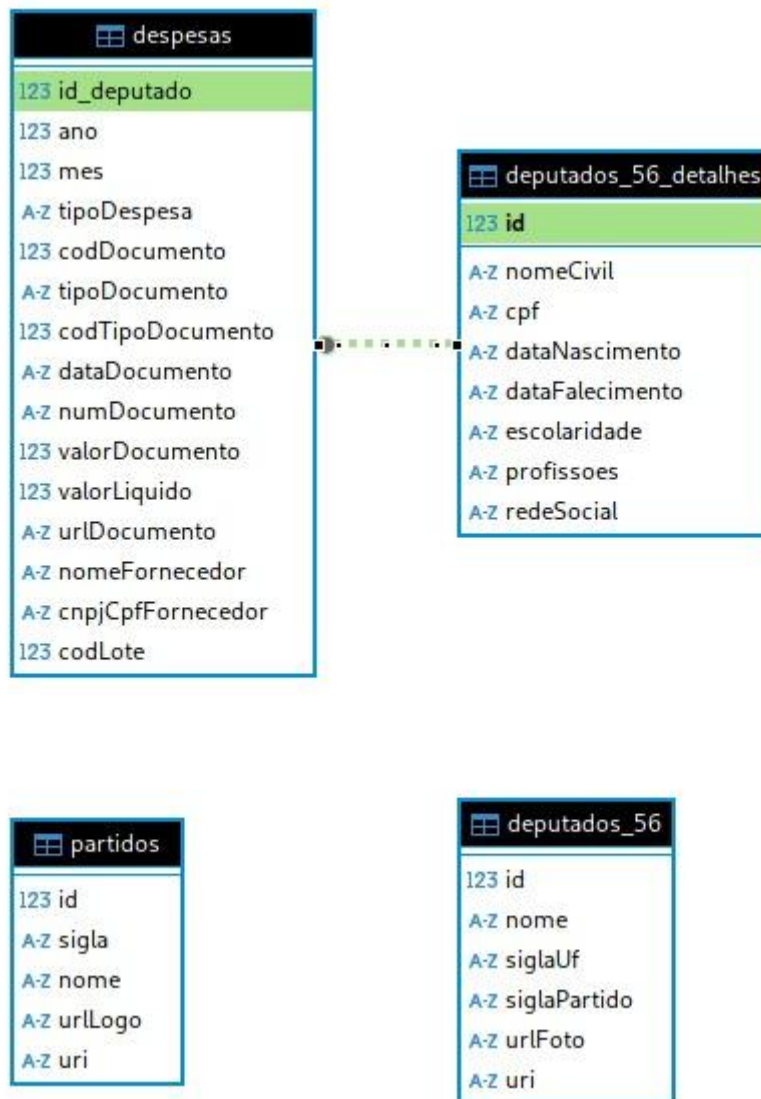 despesas
123 id_deputado
123 ano
123 mes
A-Z tipoDespesa
123 codDocumento
A-Z tipoDocumento
123 codTipoDocumento
A-Z dataDocumento
A-Z numDocumento
123 valorDocumento
123 valorLiquido
A-Z urlDocumento
A-Z nomeFornecedor
A-Z cnpjCpfFornecedor
123 codLote
deputados_56_detalhes
123 id
A-Z nomeCivil
A-Z cpf
A-Z dataNascimento
A-Z dataFalecimento
A-Z escolaridade
A-Z profissoes
A-Z redeSocial
partidos
123 id
A-Z sigla
A-Z nome
A-Z urlLogo
A-Z uri
deputados_56
123 id
A-Z nome
A-Z siglaUf
A-Z siglaPartido
A-Z urlFoto
A-Z uri